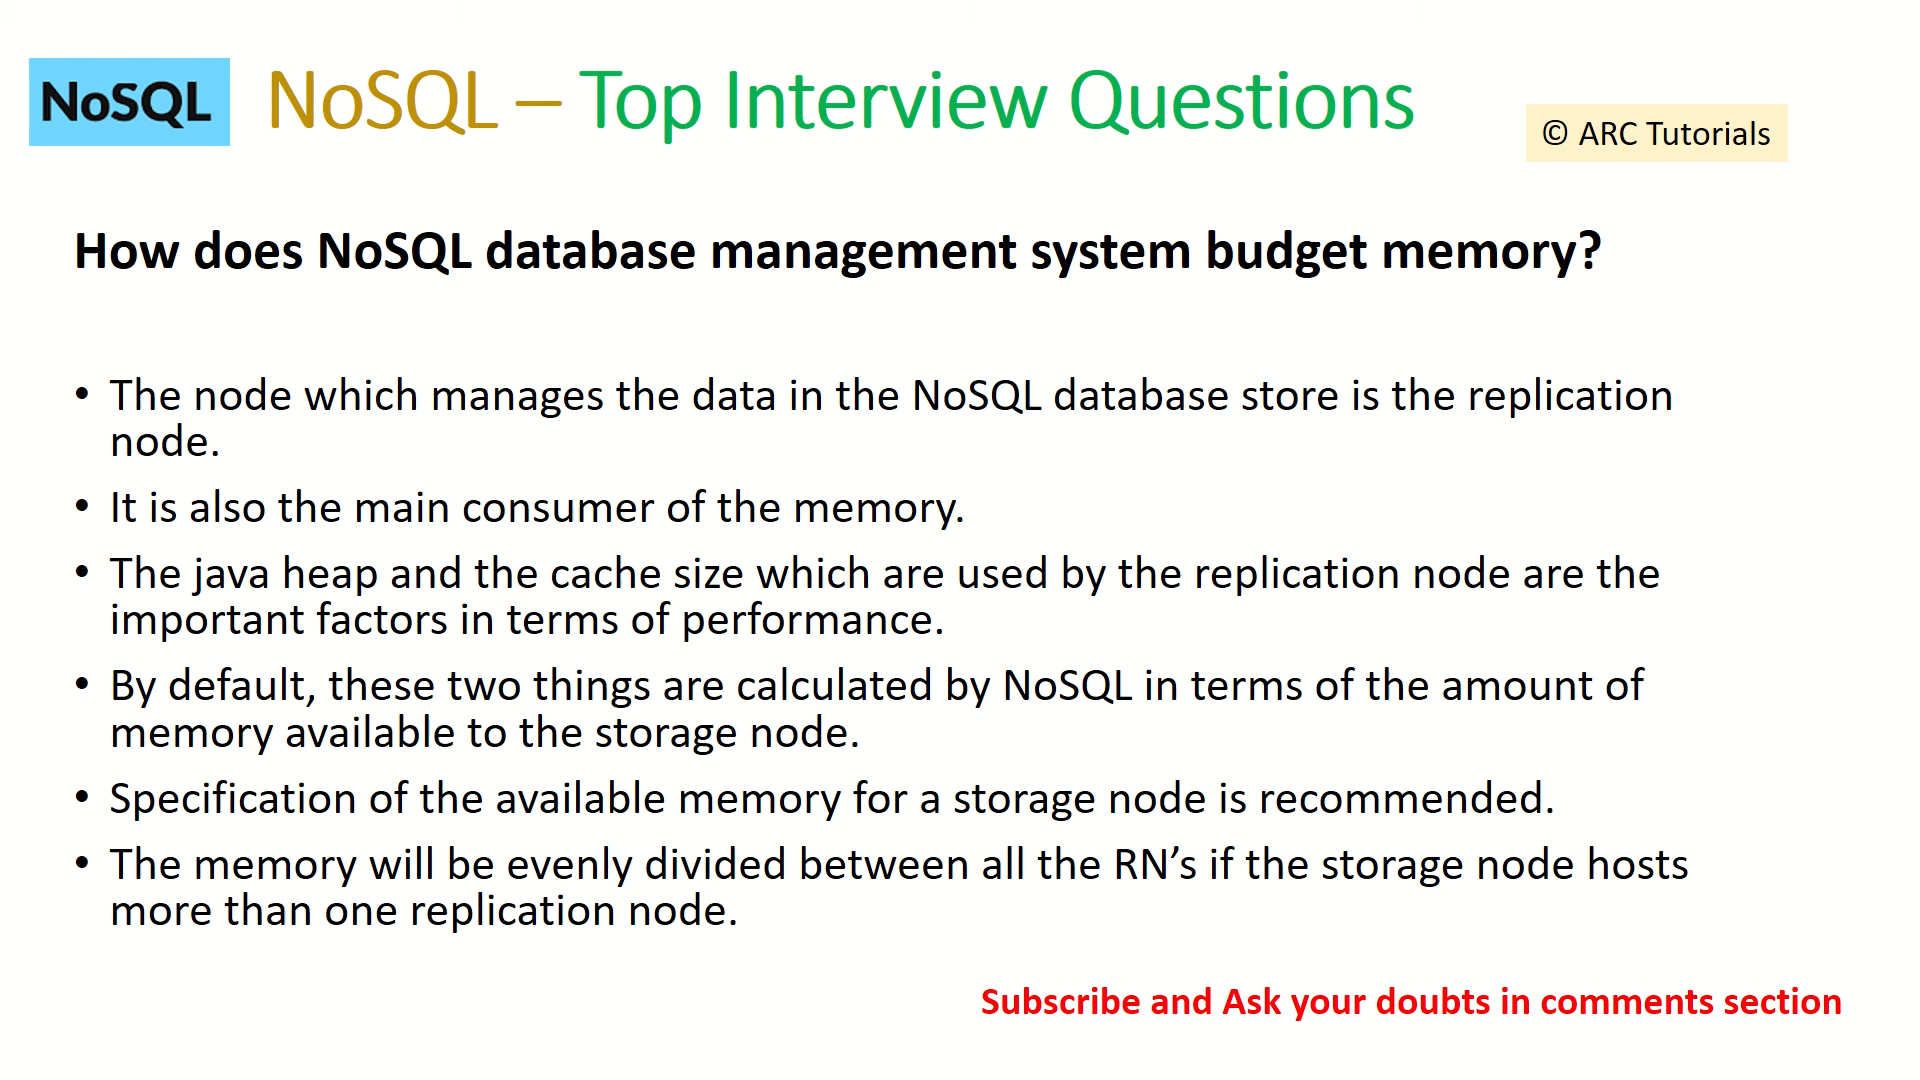 NoSQL
NoSQL – Top Interview Questions
© ARC Tutorials
How does NoSQL database management system budget memory?
• The node which manages the data in the NoSQL database store is the replication
node.
• It is also the main consumer of the memory.
• The java heap and the cache size which are used by the replication node are the
important factors in terms of performance.
• By default, these two things are calculated by NoSQL in terms of the amount of
memory available to the storage node.
• Specification of the available memory for a storage node is recommended.
• The memory will be evenly divided between all the RN’s if the storage node hosts
more than one replication node.
Subscribe and Ask your doubts in comments section